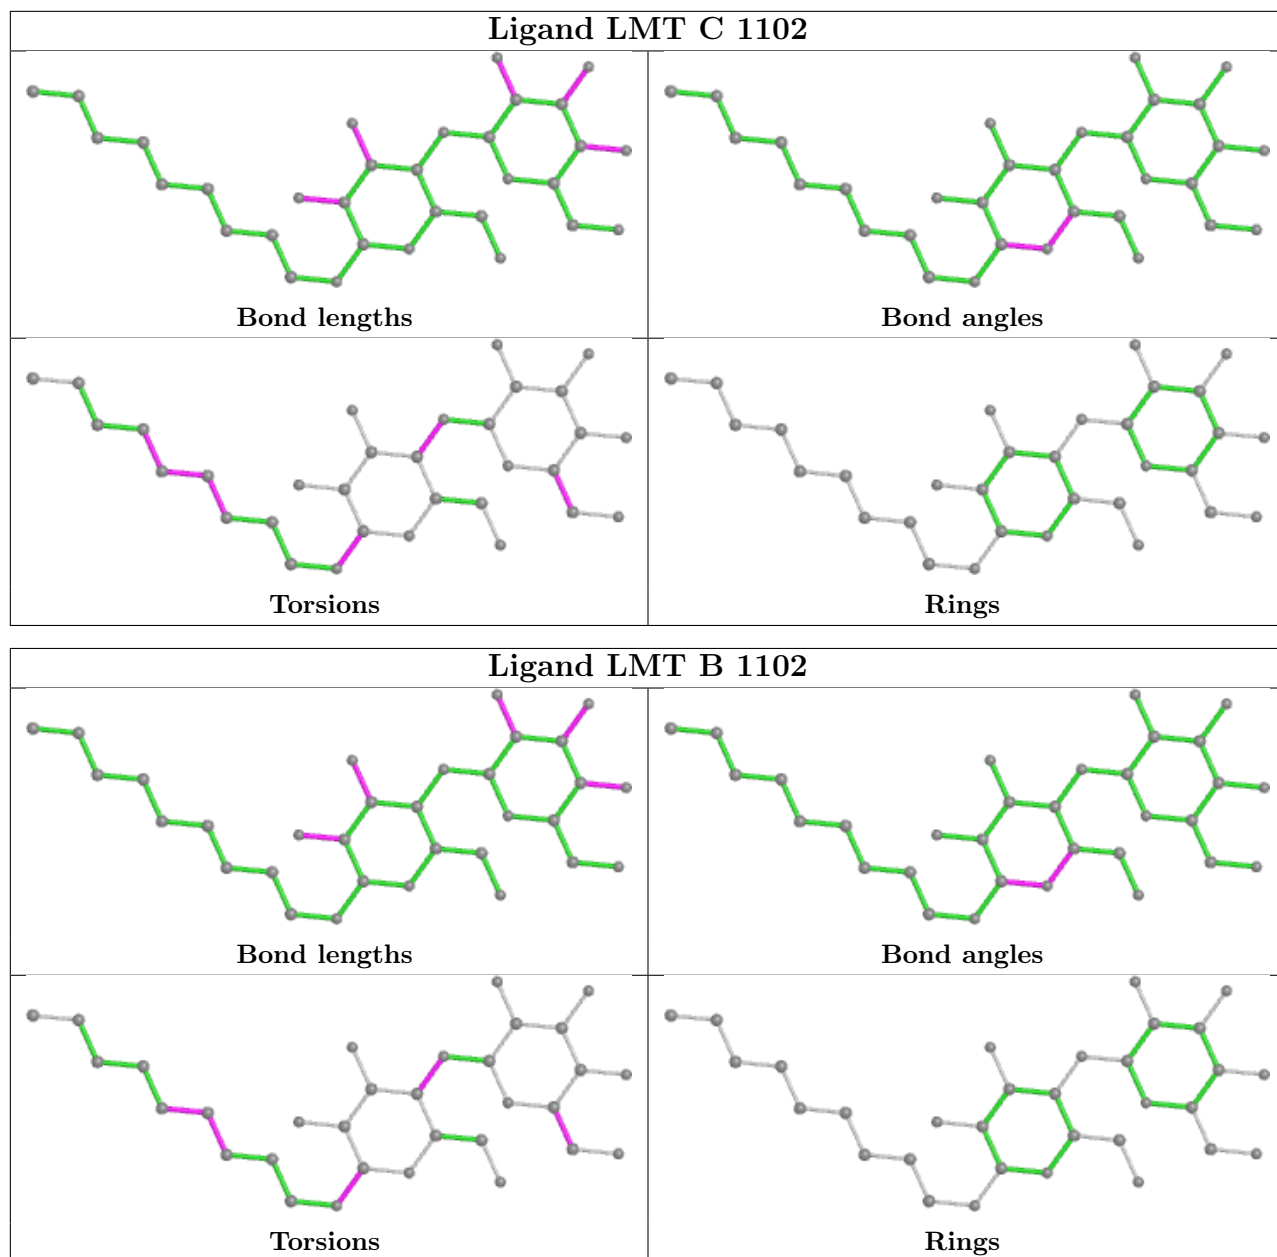 Ligand LMT C 1102
Bond lengths
Bond angles
Torsions
Rings
Ligand LMT B 1102
Bond lengths
Bond angles
Torsions
Rings